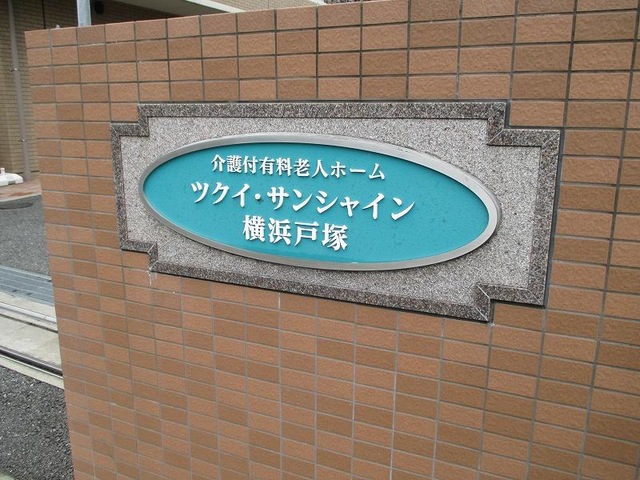 介護付有料老人ホーム
ツクイ・サンシャイン
横浜戸塚